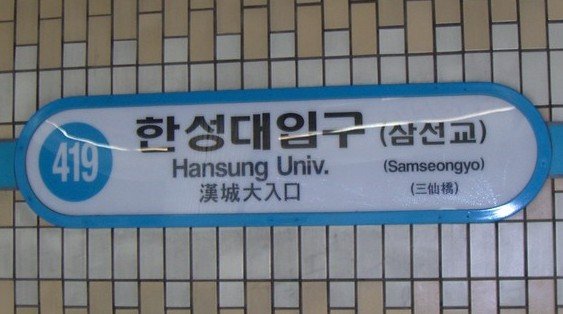 419
한성대입구 (삼선교)
Hansung Univ. (Samseongyo)
漢城大入口 (三仙橋)